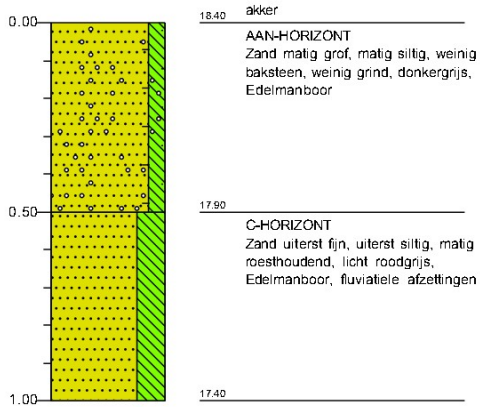 akker
0.00 18.40
AAN-HORIZONT
Zand matig grof, matig siltig, weinig
baksteen, weinig grind, donkergrijs,
Edelmanboor
0.50 17.90
C-HORIZONT
Zand uiterst fijn, uiterst siltig, matig
roesthoudend, licht roodgrijs,
Edelmanboor, fluviatiele afzettingen
1.00 17.40